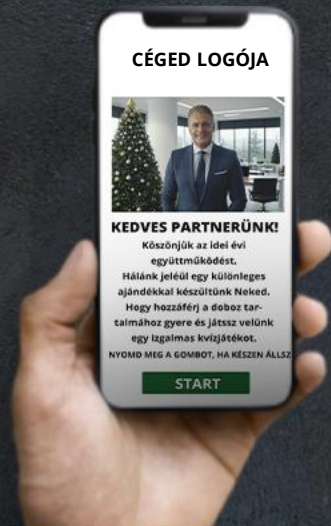 CÉGED LOGÓJA
KEDVES PARTNERÜNK!
Köszönjük az idei évi
együttműködést.
Hálánk jeléül egy különleges
ajándékkal készültünk Neked.
Hogy hozzáférj a doboz tar-
talmához gyere és játssz velünk
egy izgalmas kvízjátékot.
NYOMD MEG A GOMBOT, HA KÉSZEN ÁLLSZ
START